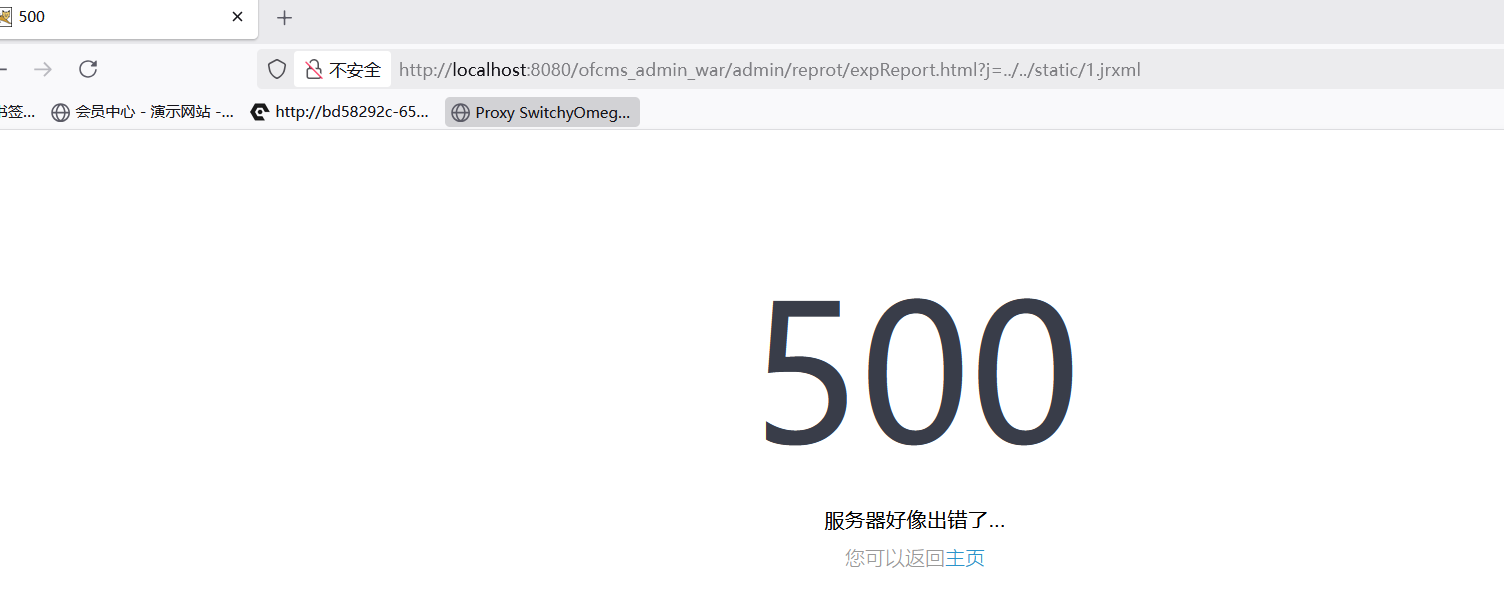 500
不安全 http://localhost:8080/ofcms_admin_war/admin/reprot/expReport.html?j=../../static/1.jrxml
书签... 会员中心 - 演示网站 -... http://bd58292c-65... Proxy SwitchyOmeg...
500
服务器好像出错了...
您可以返回主页